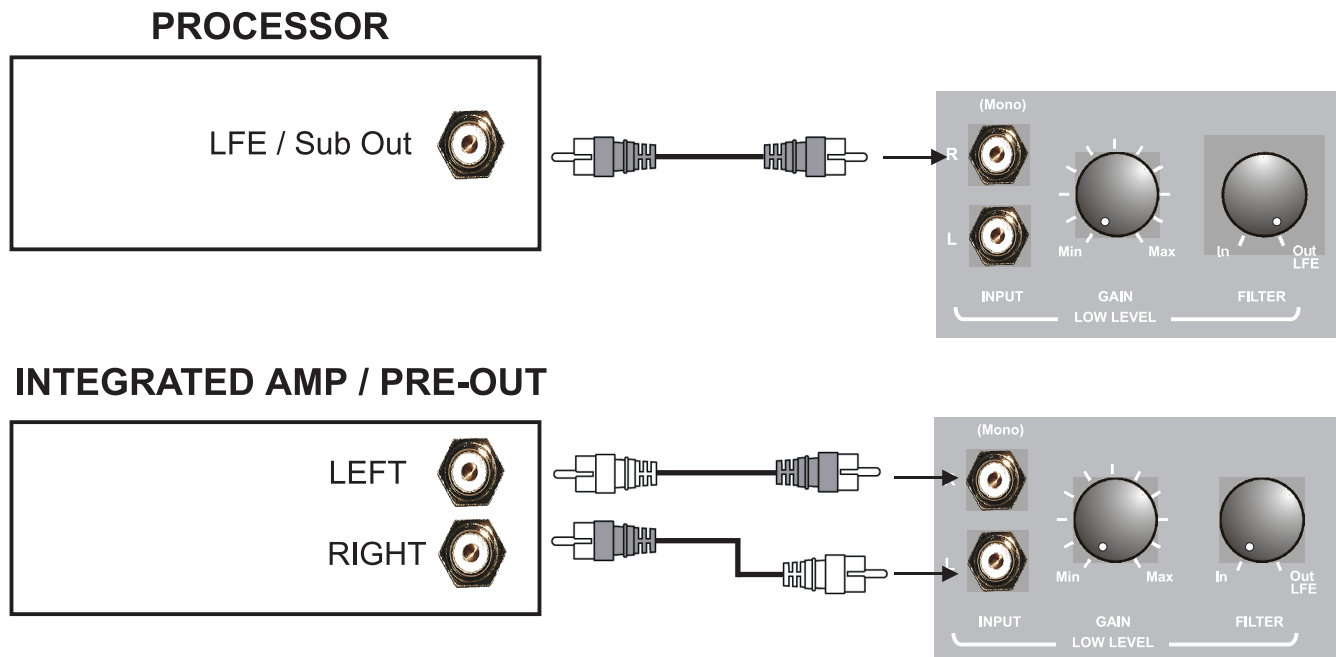 PROCESSOR
LFE / Sub Out
(Mono)
R
L
Min
Max
In
Out
LFE
INPUT
GAIN
FILTER
LOW LEVEL
INTEGRATED AMP / PRE-OUT
LEFT
RIGHT
(Mono)
L
Min
Max
In
Out
LFE
INPUT
GAIN
FILTER
LOW LEVEL